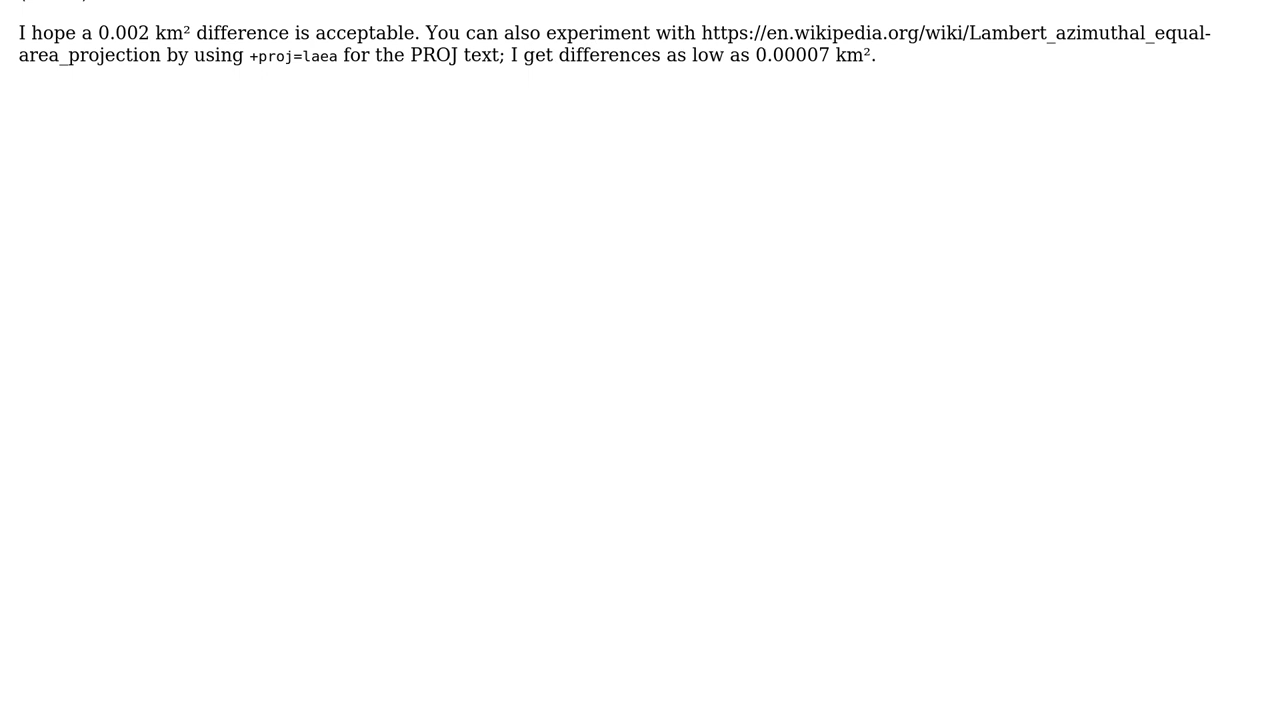 I hope a 0.002 km² difference is acceptable. You can also experiment with https://en.wikipedia.org/wiki/Lambert_azimuthal_equal-
area_projection by using +proj=laea for the PROJ text; I get differences as low as 0.00007 km².